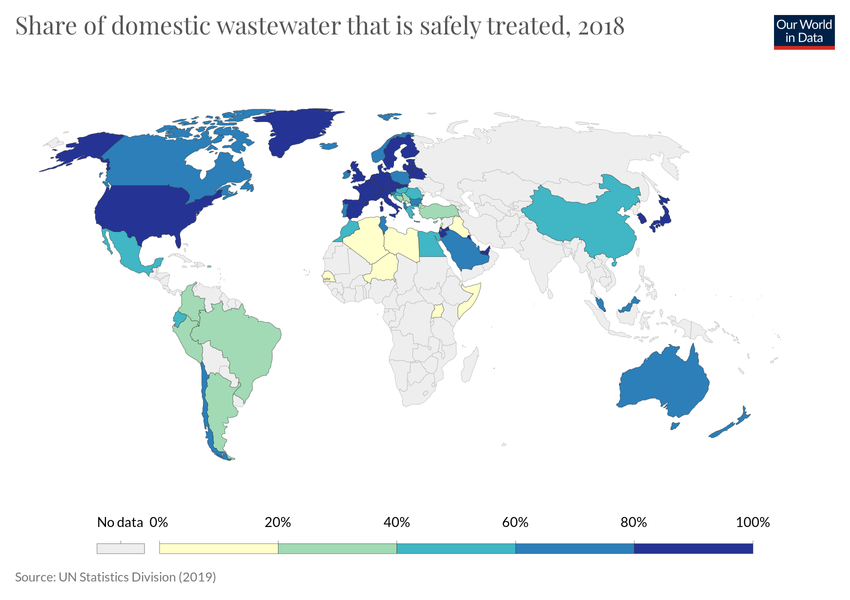 Share of domestic wastewater that is safely treated, 2018
Our World
in Data
No data 0% 20% 40% 60% 80% 100%
Source: UN Statistics Division (2019)